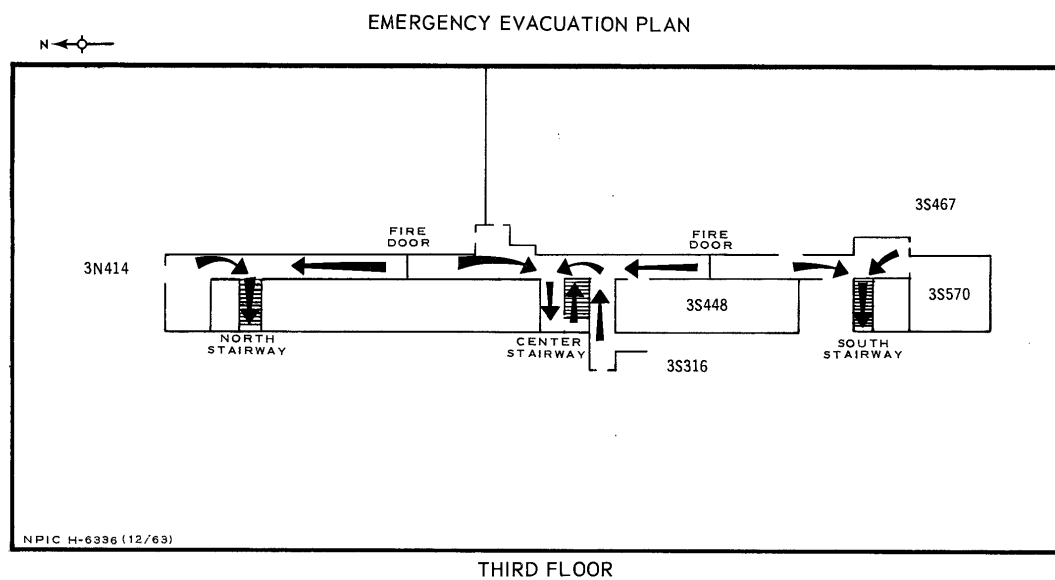 EMERGENCY EVACUATION PLAN
N
3S467
FIRE
DOOR
FIRE
DOOR
3N414
3S570
3S448
NORTH
STAIRWAY
CENTER
STAIRWAY
SOUTH
STAIRWAY
3S316
NPIC H-6336 (12/63)
THIRD FLOOR